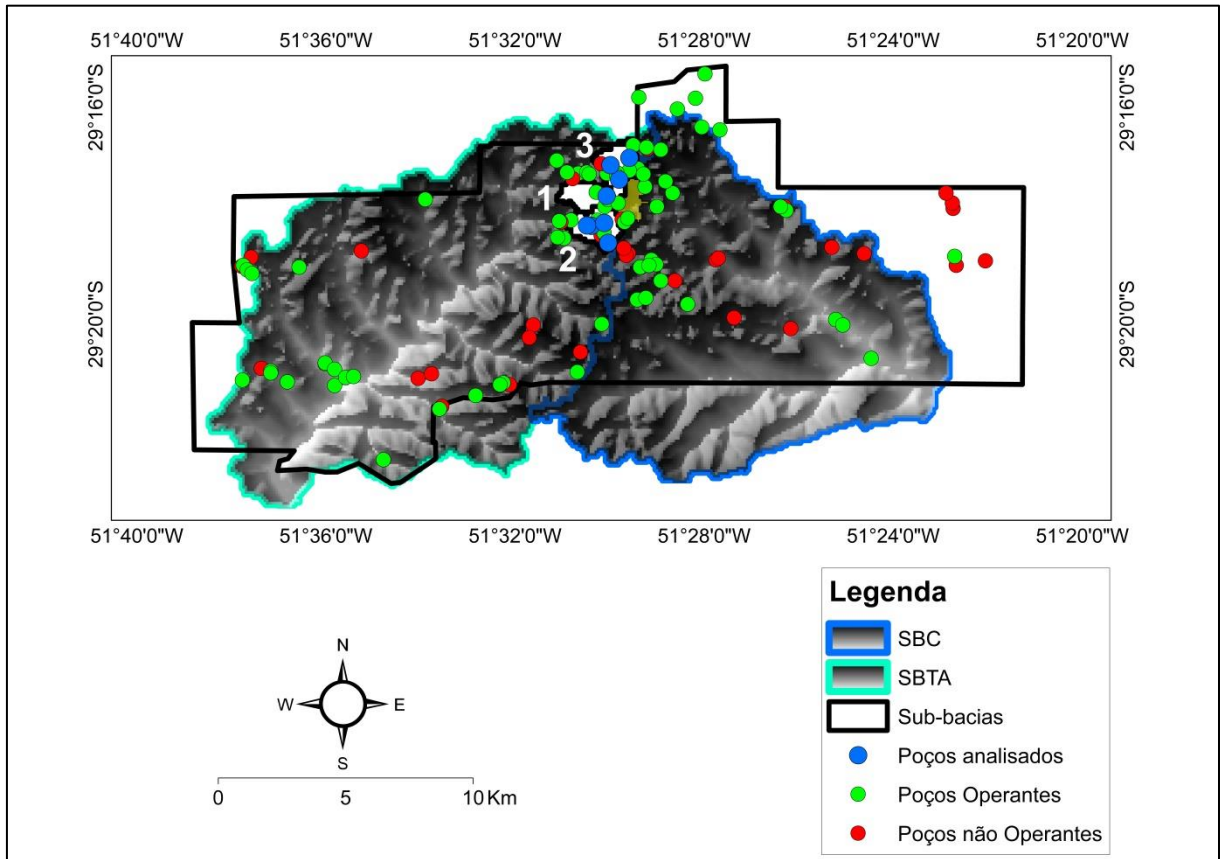 51°40'0"W 51°36'0"W 51°32'0"W 51°28'0"W 51°24'0"W 51°20'0"W
29°16'0"S 29°16'0"S
3
1
2
29°20'0"S 29°20'0"S
51°40'0"W 51°36'0"W 51°32'0"W 51°28'0"W 51°24'0"W 51°20'0"W
Legenda
SBC
SBTA
Sub-bacias
Poços analisados
Poços Operantes
Poços não Operantes
N
W E
S
0 5 10 Km